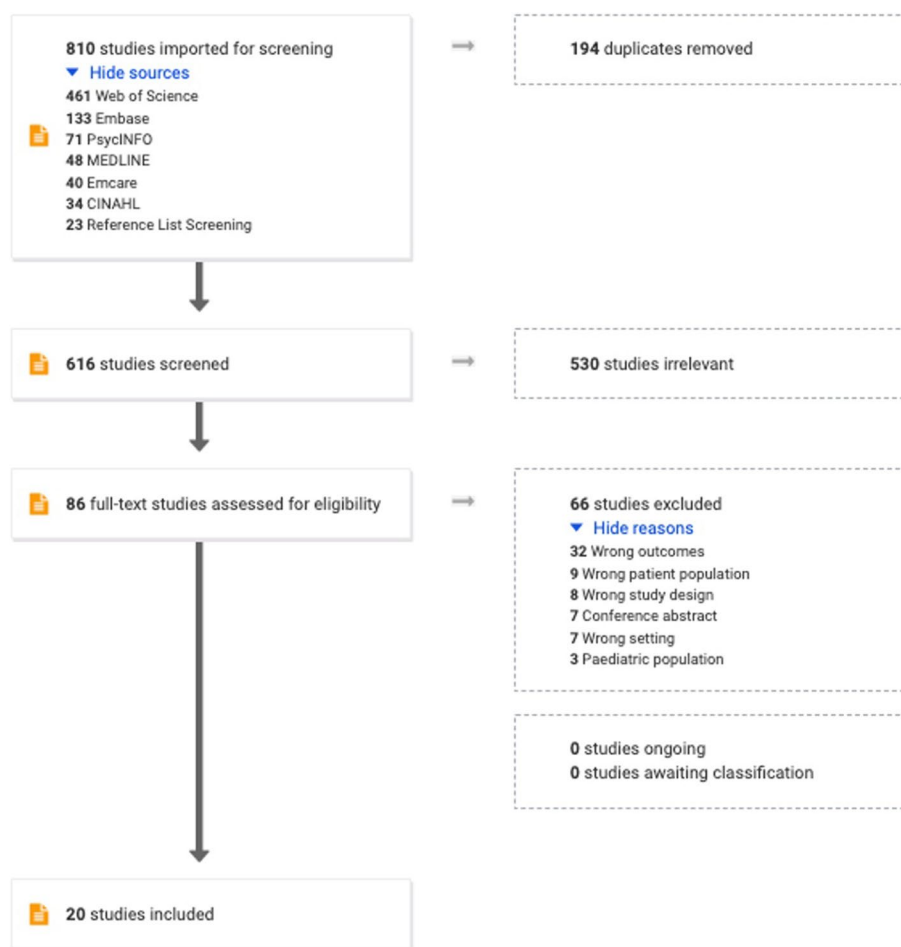 810 studies imported for screening
Hide sources
461 Web of Science
133 Embase
71 PsycINFO
48 MEDLINE
40 Emcare
34 CINAHL
23 Reference List Screening
194 duplicates removed
616 studies screened
530 studies irrelevant
86 full-text studies assessed for eligibility
66 studies excluded
Hide reasons
32 Wrong outcomes
9 Wrong patient population
8 Wrong study design
7 Conference abstract
7 Wrong setting
3 Paediatric population
0 studies ongoing
0 studies awaiting classification
20 studies included